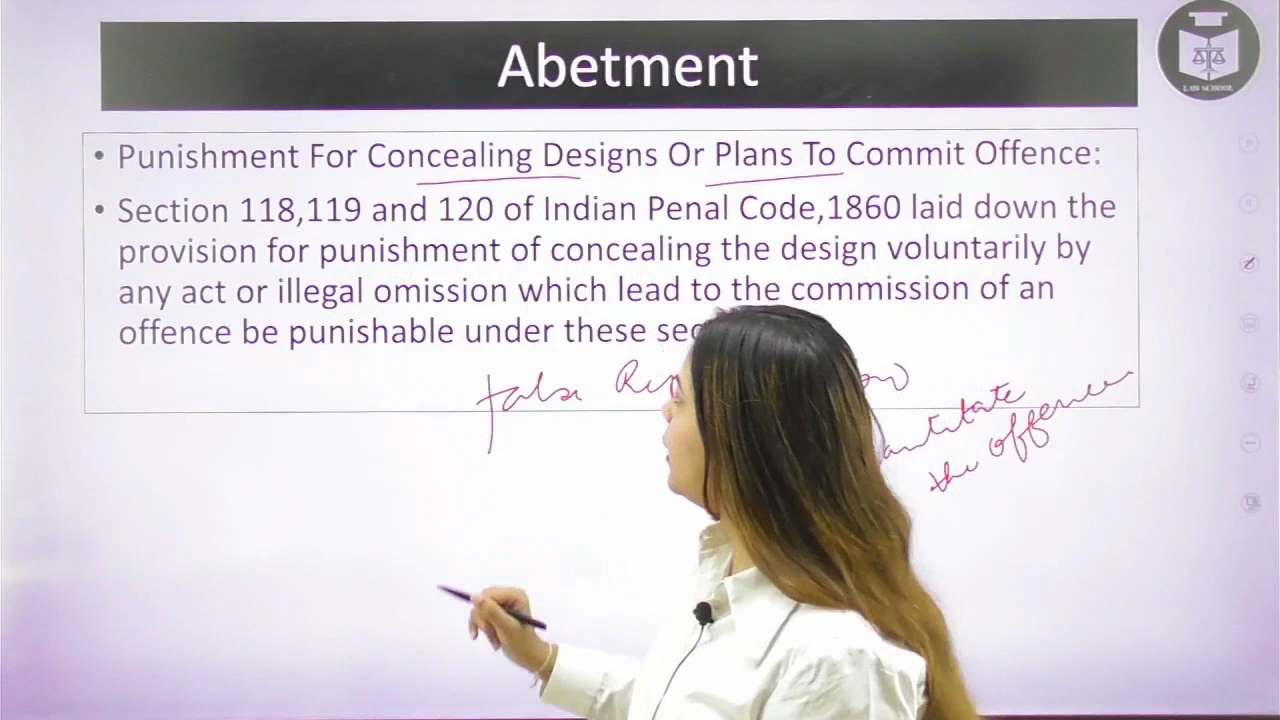 Abetment
LAW SCHOOL
• Punishment For Concealing Designs Or Plans To Commit Offence:
• Section 118,119 and 120 of Indian Penal Code,1860 laid down the
provision for punishment of concealing the design voluntarily by
any act or illegal omission which lead to the commission of an
offence be punishable under these
false
the offence